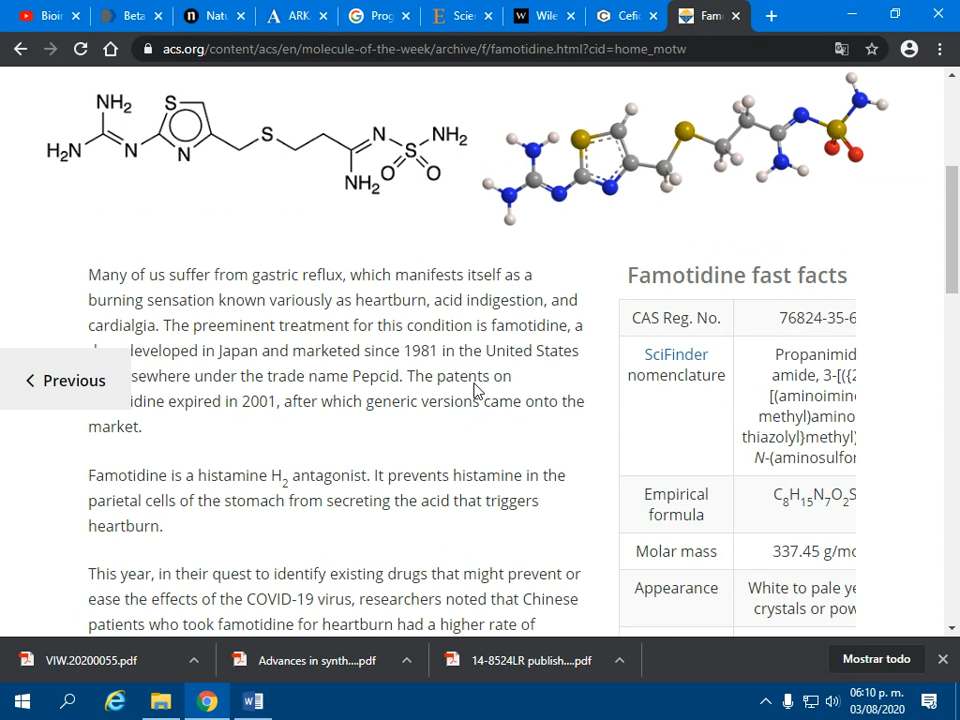 Bioin
Beta
Natu
ARK
Prog
Scie
Wile
Cefic
Fam
acs.org/content/acs/en/molecule-of-the-week/archive/f/famotidine.html?cid=home_motw
NH2
H2N
N
S
N
S
N
NH2
S
O
O
NH2
Many of us suffer from gastric reflux, which manifests itself as a
burning sensation known variously as heartburn, acid indigestion, and
cardialgia. The preeminent treatment for this condition is famotidine, a
developed in Japan and marketed since 1981 in the United States
sewhere under the trade name Pepcid. The patents on
idine expired in 2001, after which generic versions came onto the
market.
Previous
Famotidine is a histamine H2 antagonist. It prevents histamine in the
parietal cells of the stomach from secreting the acid that triggers
heartburn.
This year, in their quest to identify existing drugs that might prevent or
ease the effects of the COVID-19 virus, researchers noted that Chinese
patients who took famotidine for heartburn had a higher rate of
Famotidine fast facts
CAS Reg. No. 76824-35-6
SciFinder
nomenclature
Propanimid
amide, 3-[({2
[(aminoimino
methyl)amino
thiazolyl}methyl)
N-(aminosulfon
Empirical
formula
C8H15N7O2S
Molar mass 337.45 g/mo
Appearance
White to pale ye
crystals or pow
VIW.20200055.pdf
Advances in synth....pdf
14-8524LR publish....pdf
Mostrar todo
06:10 p. m.
03/08/2020